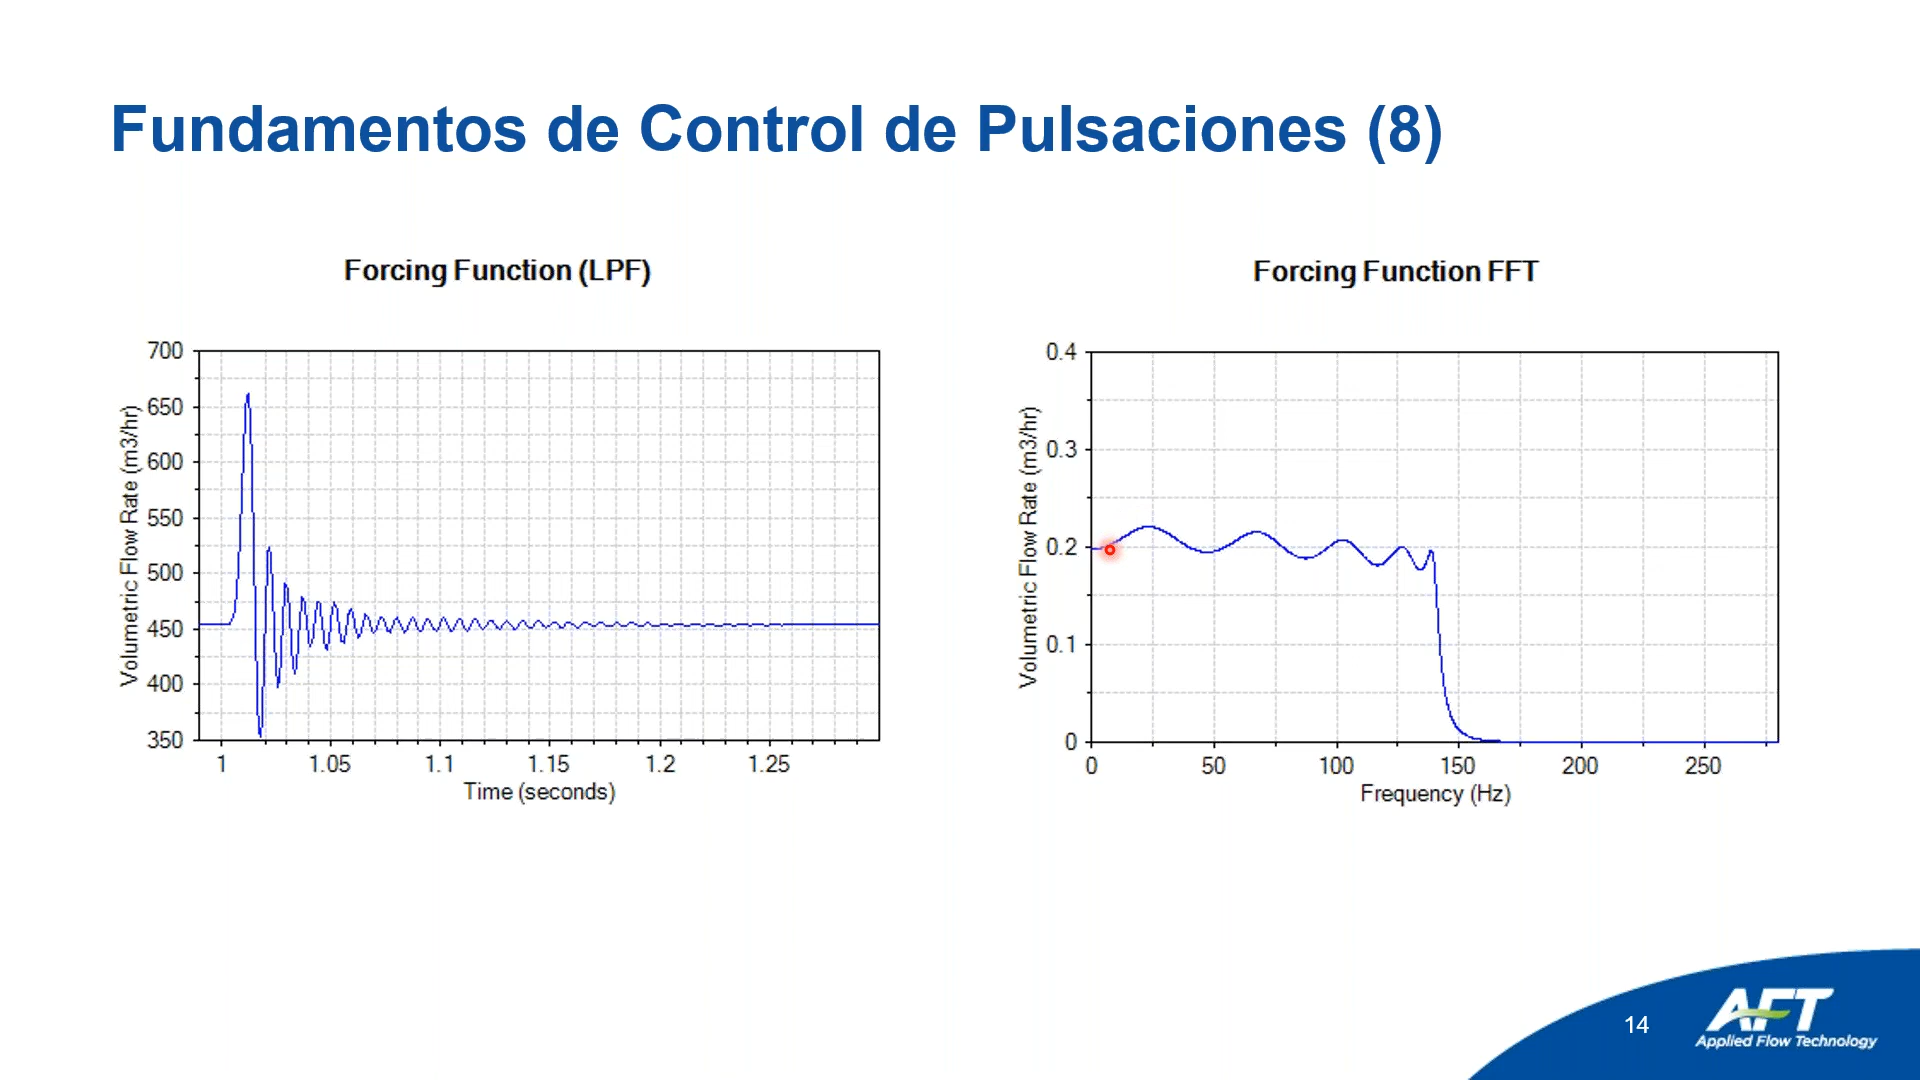 Fundamentos de Control de Pulsaciones (8)
Forcing Function (LPF)
700
650
600
550
500
450
400
350
Volumetric Flow Rate (m3/hr)
1 1.05 1.1 1.15 1.2 1.25
Time (seconds)
Forcing Function FFT
0.4
0.3
0.2
0.1
0
Volumetric Flow Rate (m3/hr)
0 50 100 150 200 250
Frequency (Hz)
14
AFT
Applied Flow Technology